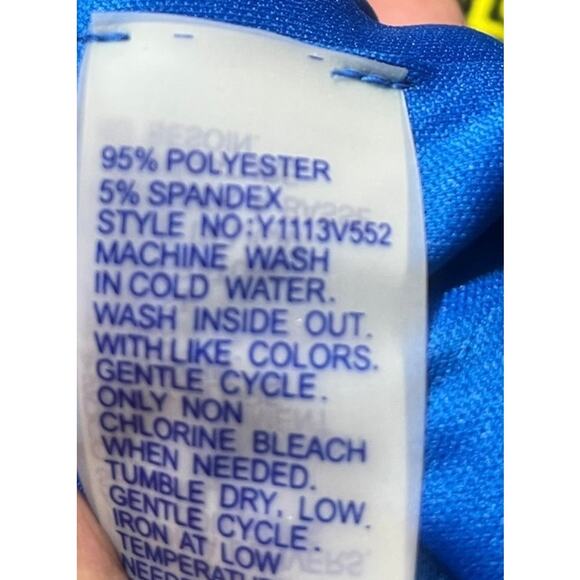 95% POLYESTER
5% SPANDEX
STYLE NO:Y1113V552
MACHINE WASH
IN COLD WATER.
WASH INSIDE OUT.
WITH LIKE COLORS.
GENTLE CYCLE.
ONLY NON
CHLORINE BLEACH
WHEN NEEDED.
TUMBLE DRY, LOW.
GENTLE CYCLE.
IRON AT LOW
TEMPERATU